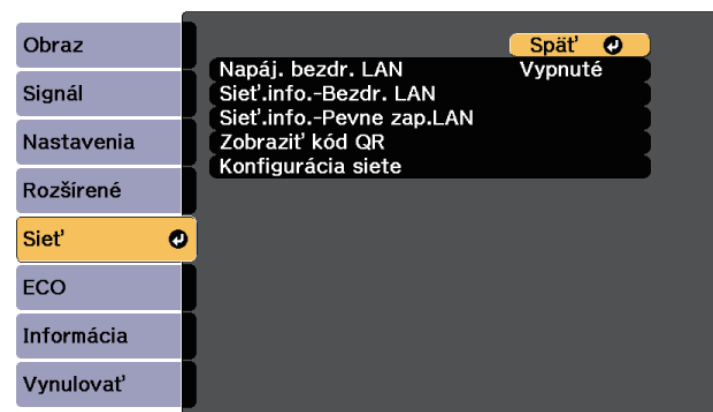 Obraz
Signál
Nastavenia
Rozšírené
Sieť
ECO
Informácia
Vynulovať
Späť
Napáj. bezdr. LAN Vypnuté
Sieť.info.-Bezdr. LAN
Sieť.info.-Pevne zap.LAN
Zobraziť kód QR
Konfigurácia siete